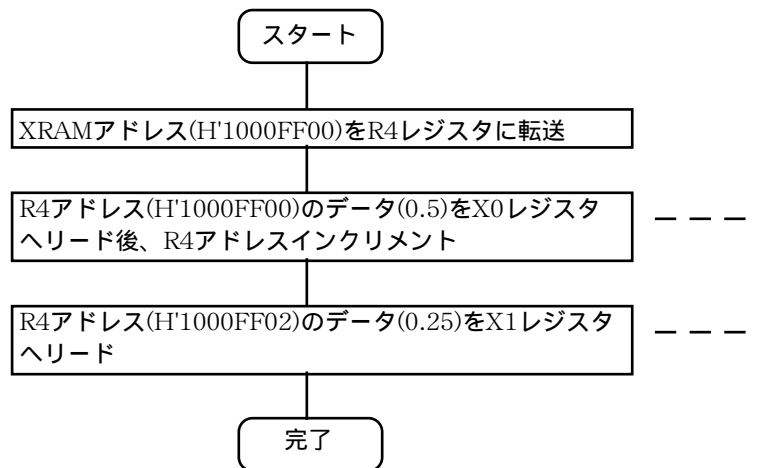 スタート
XRAMアドレス(H'1000FF00)をR4レジスタに転送
R4アドレス(H'1000FF00)のデータ(0.5)をX0レジスタ
へリード後、R4アドレスインクリメント
R4アドレス(H'1000FF02)のデータ(0.25)をX1レジスタ
へリード
完了